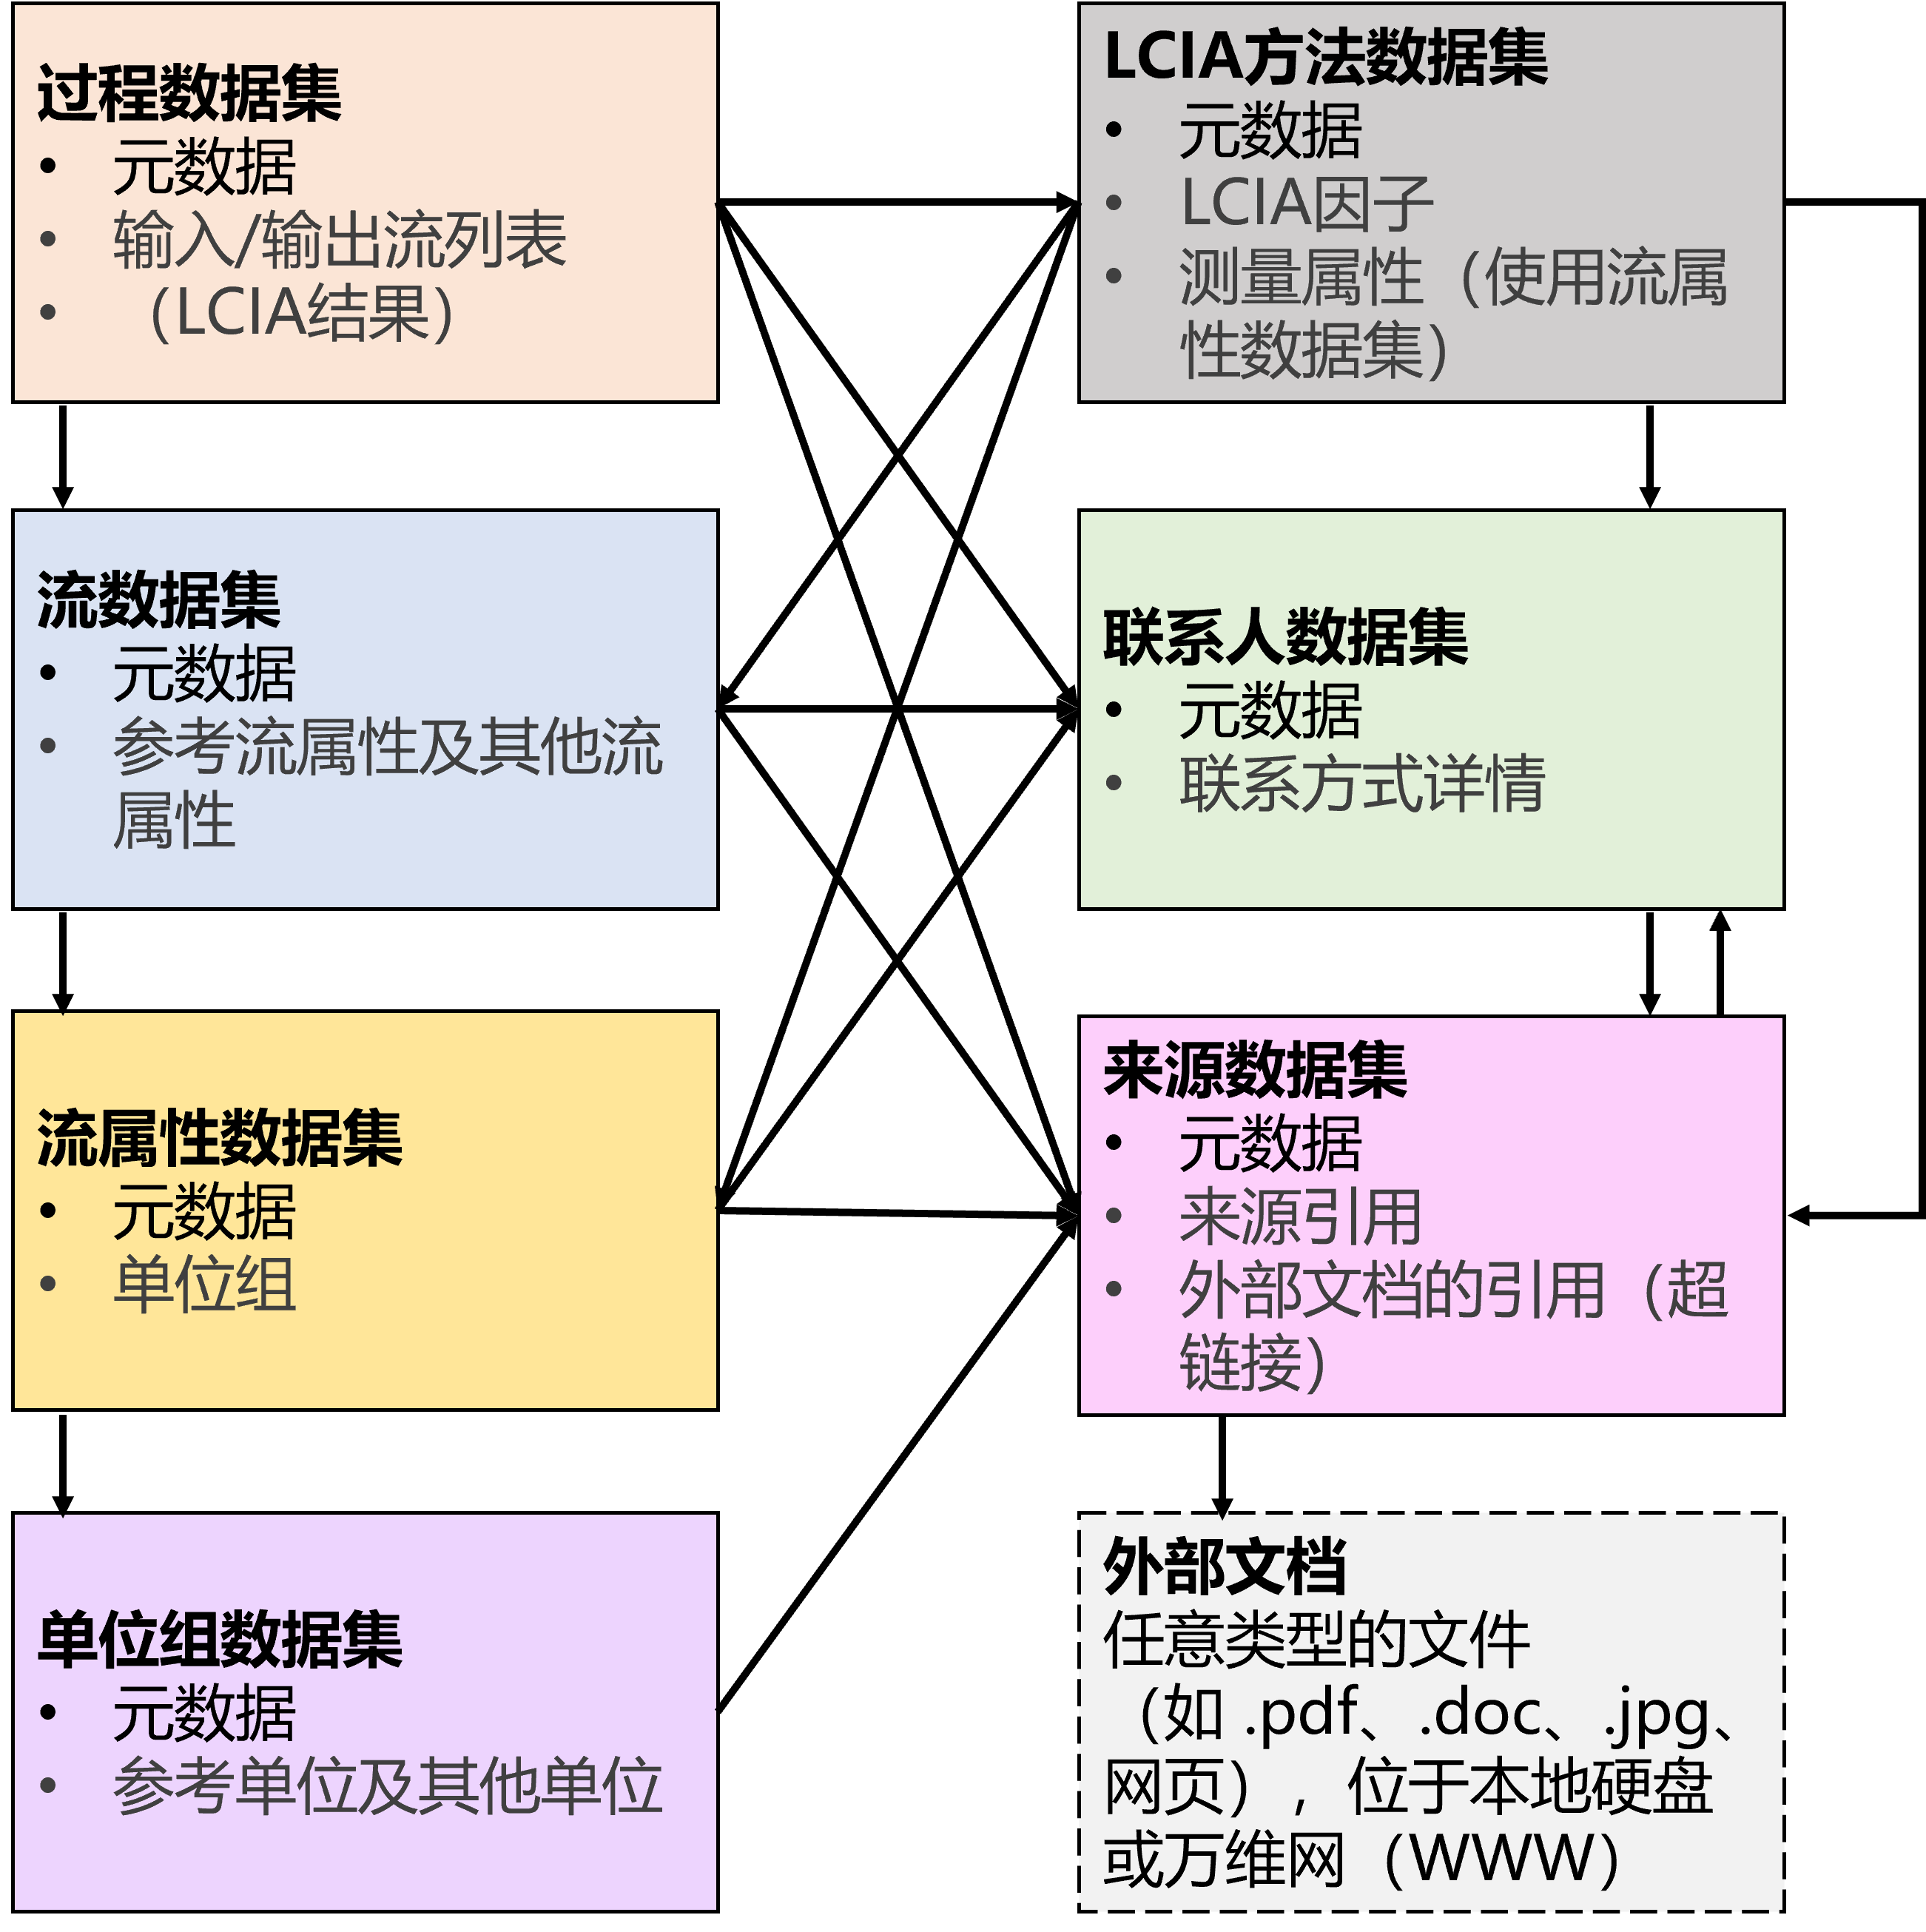 过程数据集
• 元数据
• 输入/输出流列表
• （LCIA结果）
LCIA方法数据集
• 元数据
• LCIA因子
• 测量属性（使用流属
性数据集）
流数据集
• 元数据
• 参考流属性及其他流
属性
联系人数据集
• 元数据
• 联系方式详情
流属性数据集
• 元数据
• 单位组
来源数据集
• 元数据
• 来源引用
• 外部文档的引用（超
链接）
单位组数据集
• 元数据
• 参考单位及其他单位
外部文档
任意类型的文件
（如 .pdf、.doc、.jpg、
网页），位于本地硬盘
或万维网（WWW）